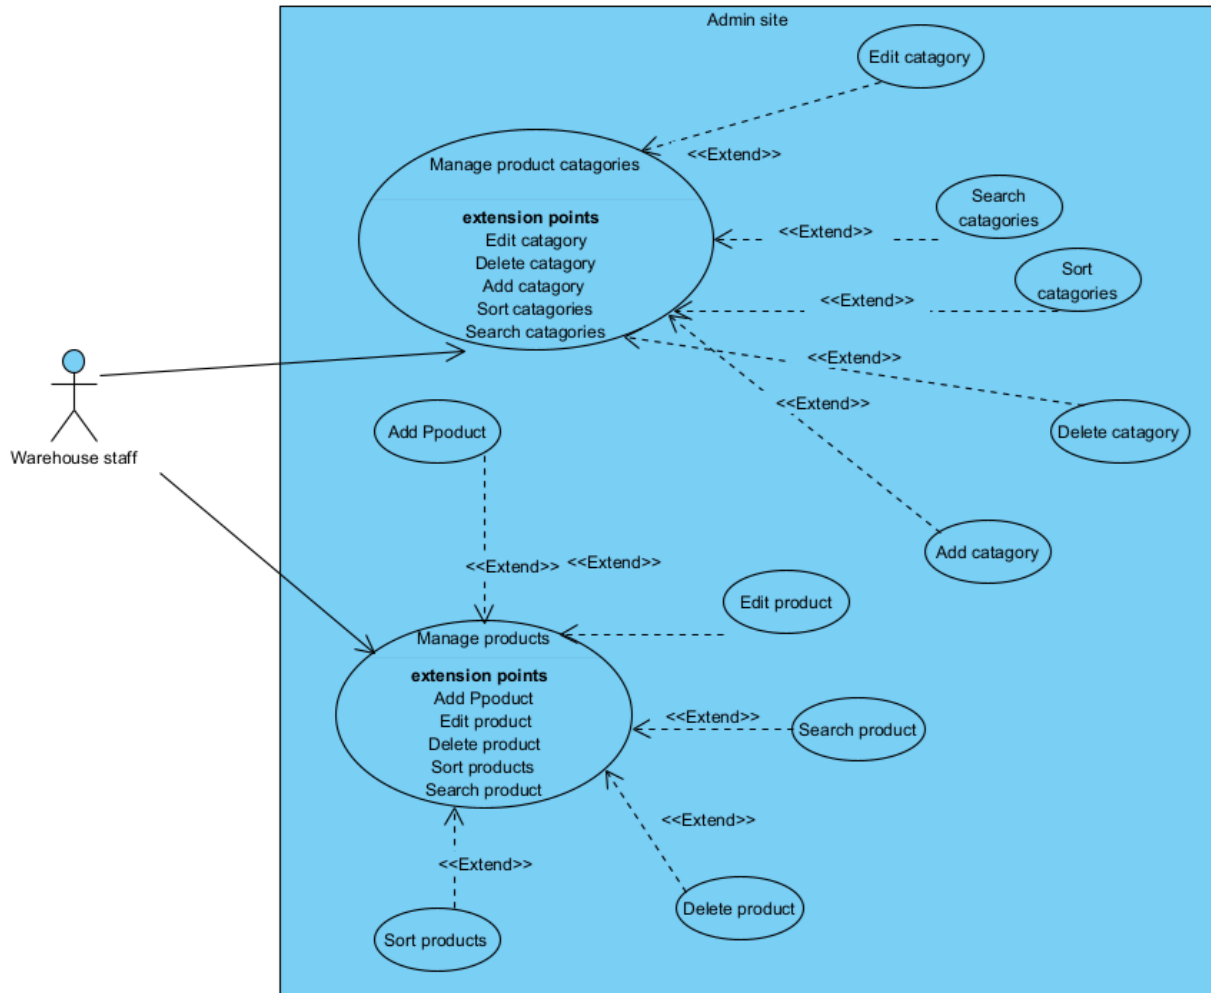 Admin site
Edit catagory
<<Extend>>
Manage product catagories
extension points
Edit catagory
Delete catagory
Add catagory
Sort catagories
Search catagories
Search
catagories
<<Extend>>
Sort
catagories
<<Extend>>
<<Extend>>
<<Extend>>
Delete catagory
Warehouse staff
Add Ppoduct
Add catagory
<<Extend>>
<<Extend>>
Edit product
Manage products
extension points
Add Ppoduct
Edit product
Delete product
Sort products
Search product
<<Extend>>
Search product
<<Extend>>
<<Extend>>
Delete product
Sort products